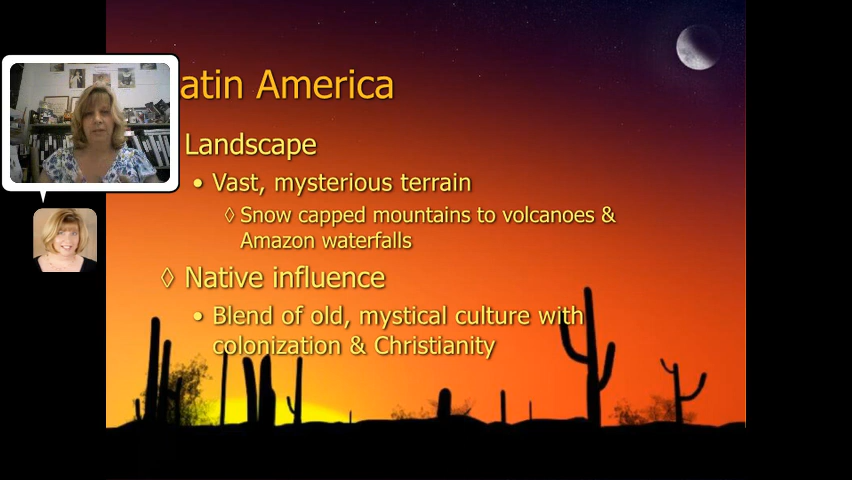 atin America
Landscape
• Vast, mysterious terrain
◊ Snow capped mountains to volcanoes &
Amazon waterfalls
◊ Native influence
• Blend of old, mystical culture with
colonization & Christianity